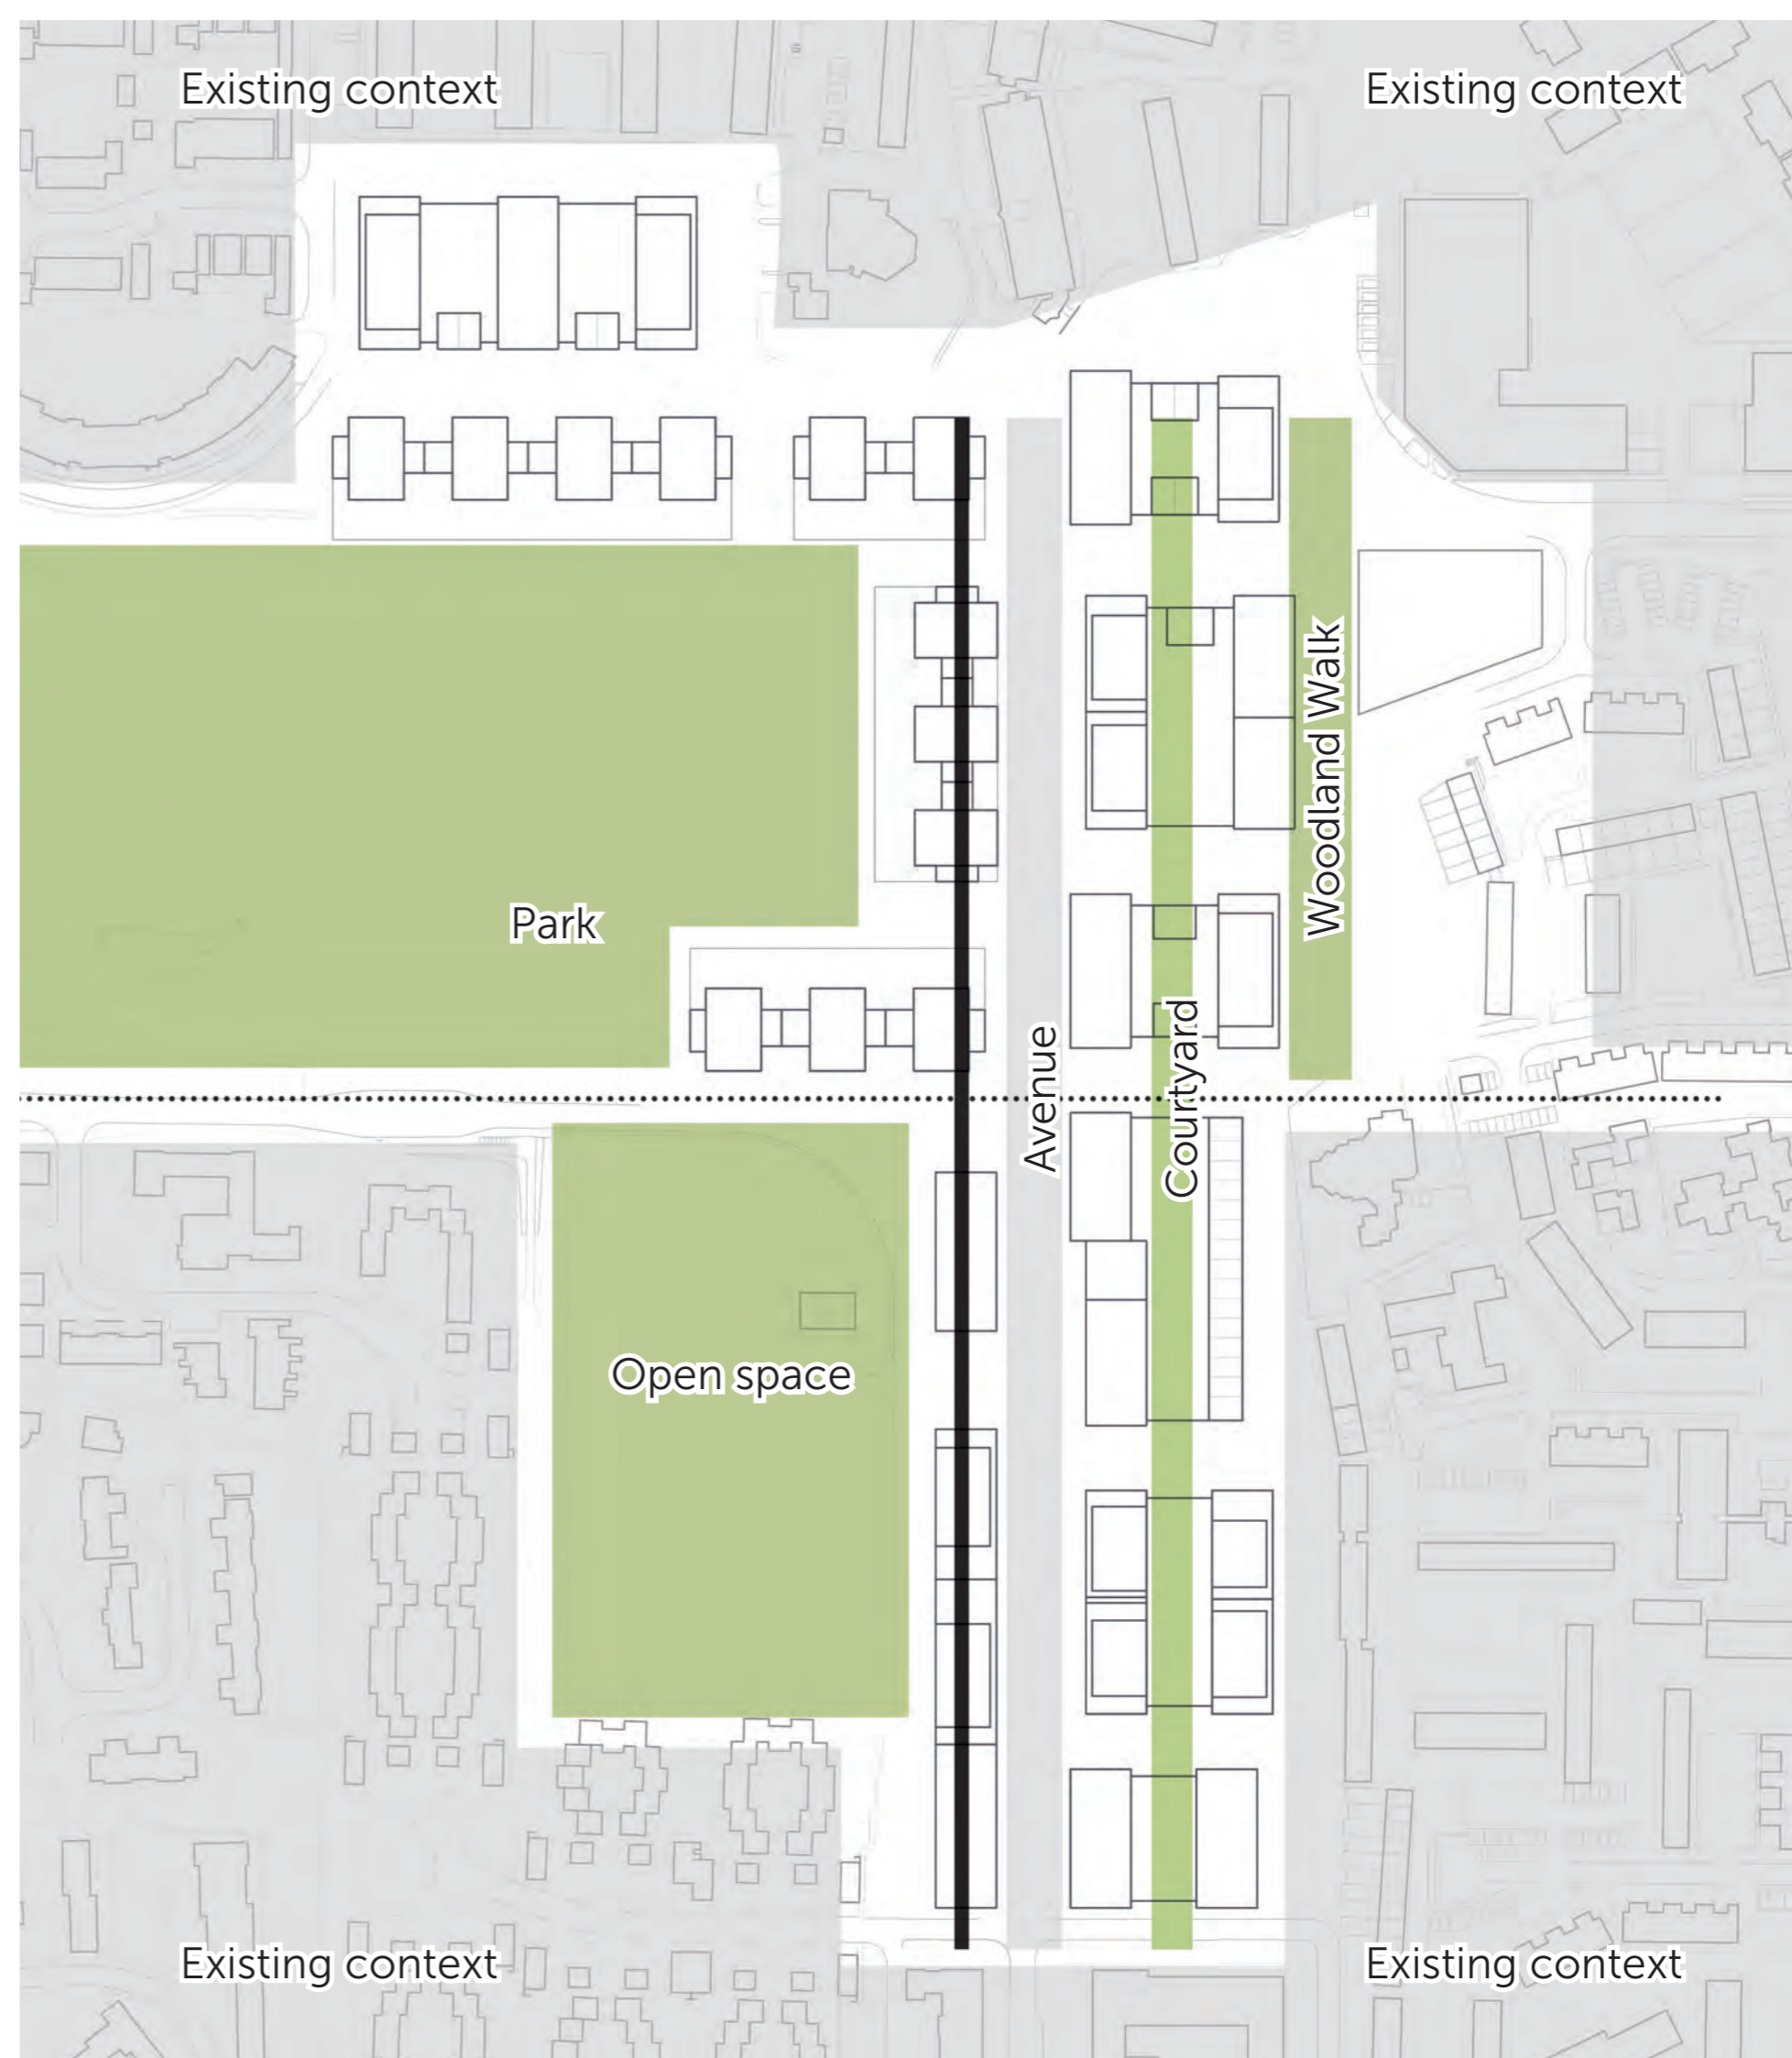 Existing context
Existing context
Woodland Walk
Park
Avenue
Courtyard
Open space
Existing context
Existing context